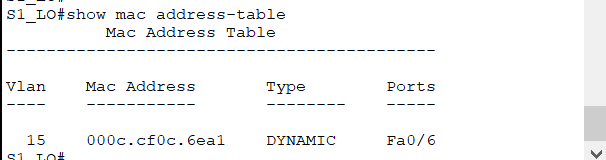 S1_LO#show mac address-table
Mac Address Table
-------------------------------------------
Vlan Mac Address Type Ports
---- ----------- -------- -----
15 000c.cf0c.6ea1 DYNAMIC Fa0/6
S1_LO#